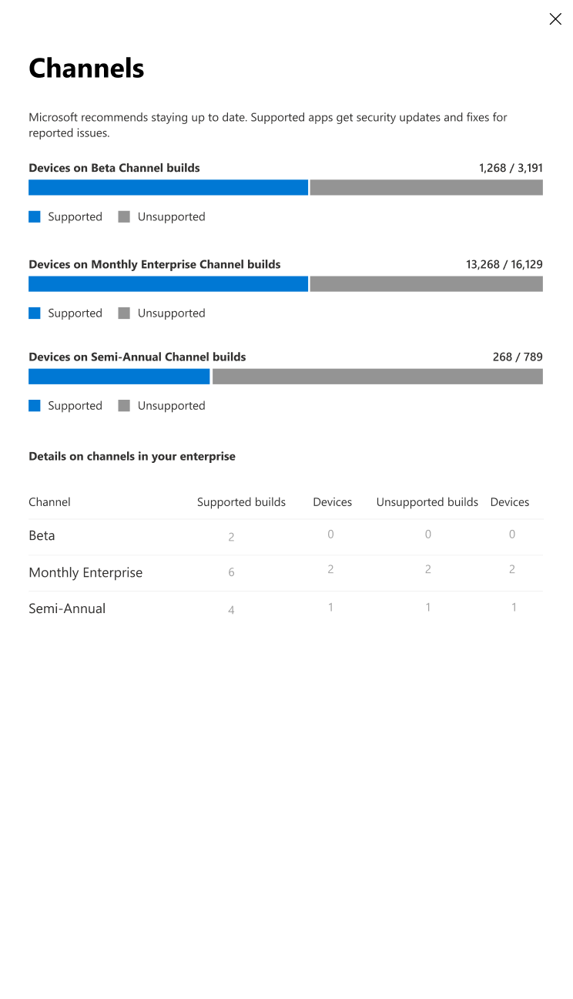 Channels
Microsoft recommends staying up to date. Supported apps get security updates and fixes for
reported issues.
Devices on Beta Channel builds 1,268 / 3,191
Supported Unsupported
Devices on Monthly Enterprise Channel builds 13,268 / 16,129
Supported Unsupported
Devices on Semi-Annual Channel builds 268 / 789
Supported Unsupported
Details on channels in your enterprise
Channel Supported builds Devices Unsupported builds Devices
Beta 2 0 0 0
Monthly Enterprise 6 2 2 2
Semi-Annual 4 1 1 1